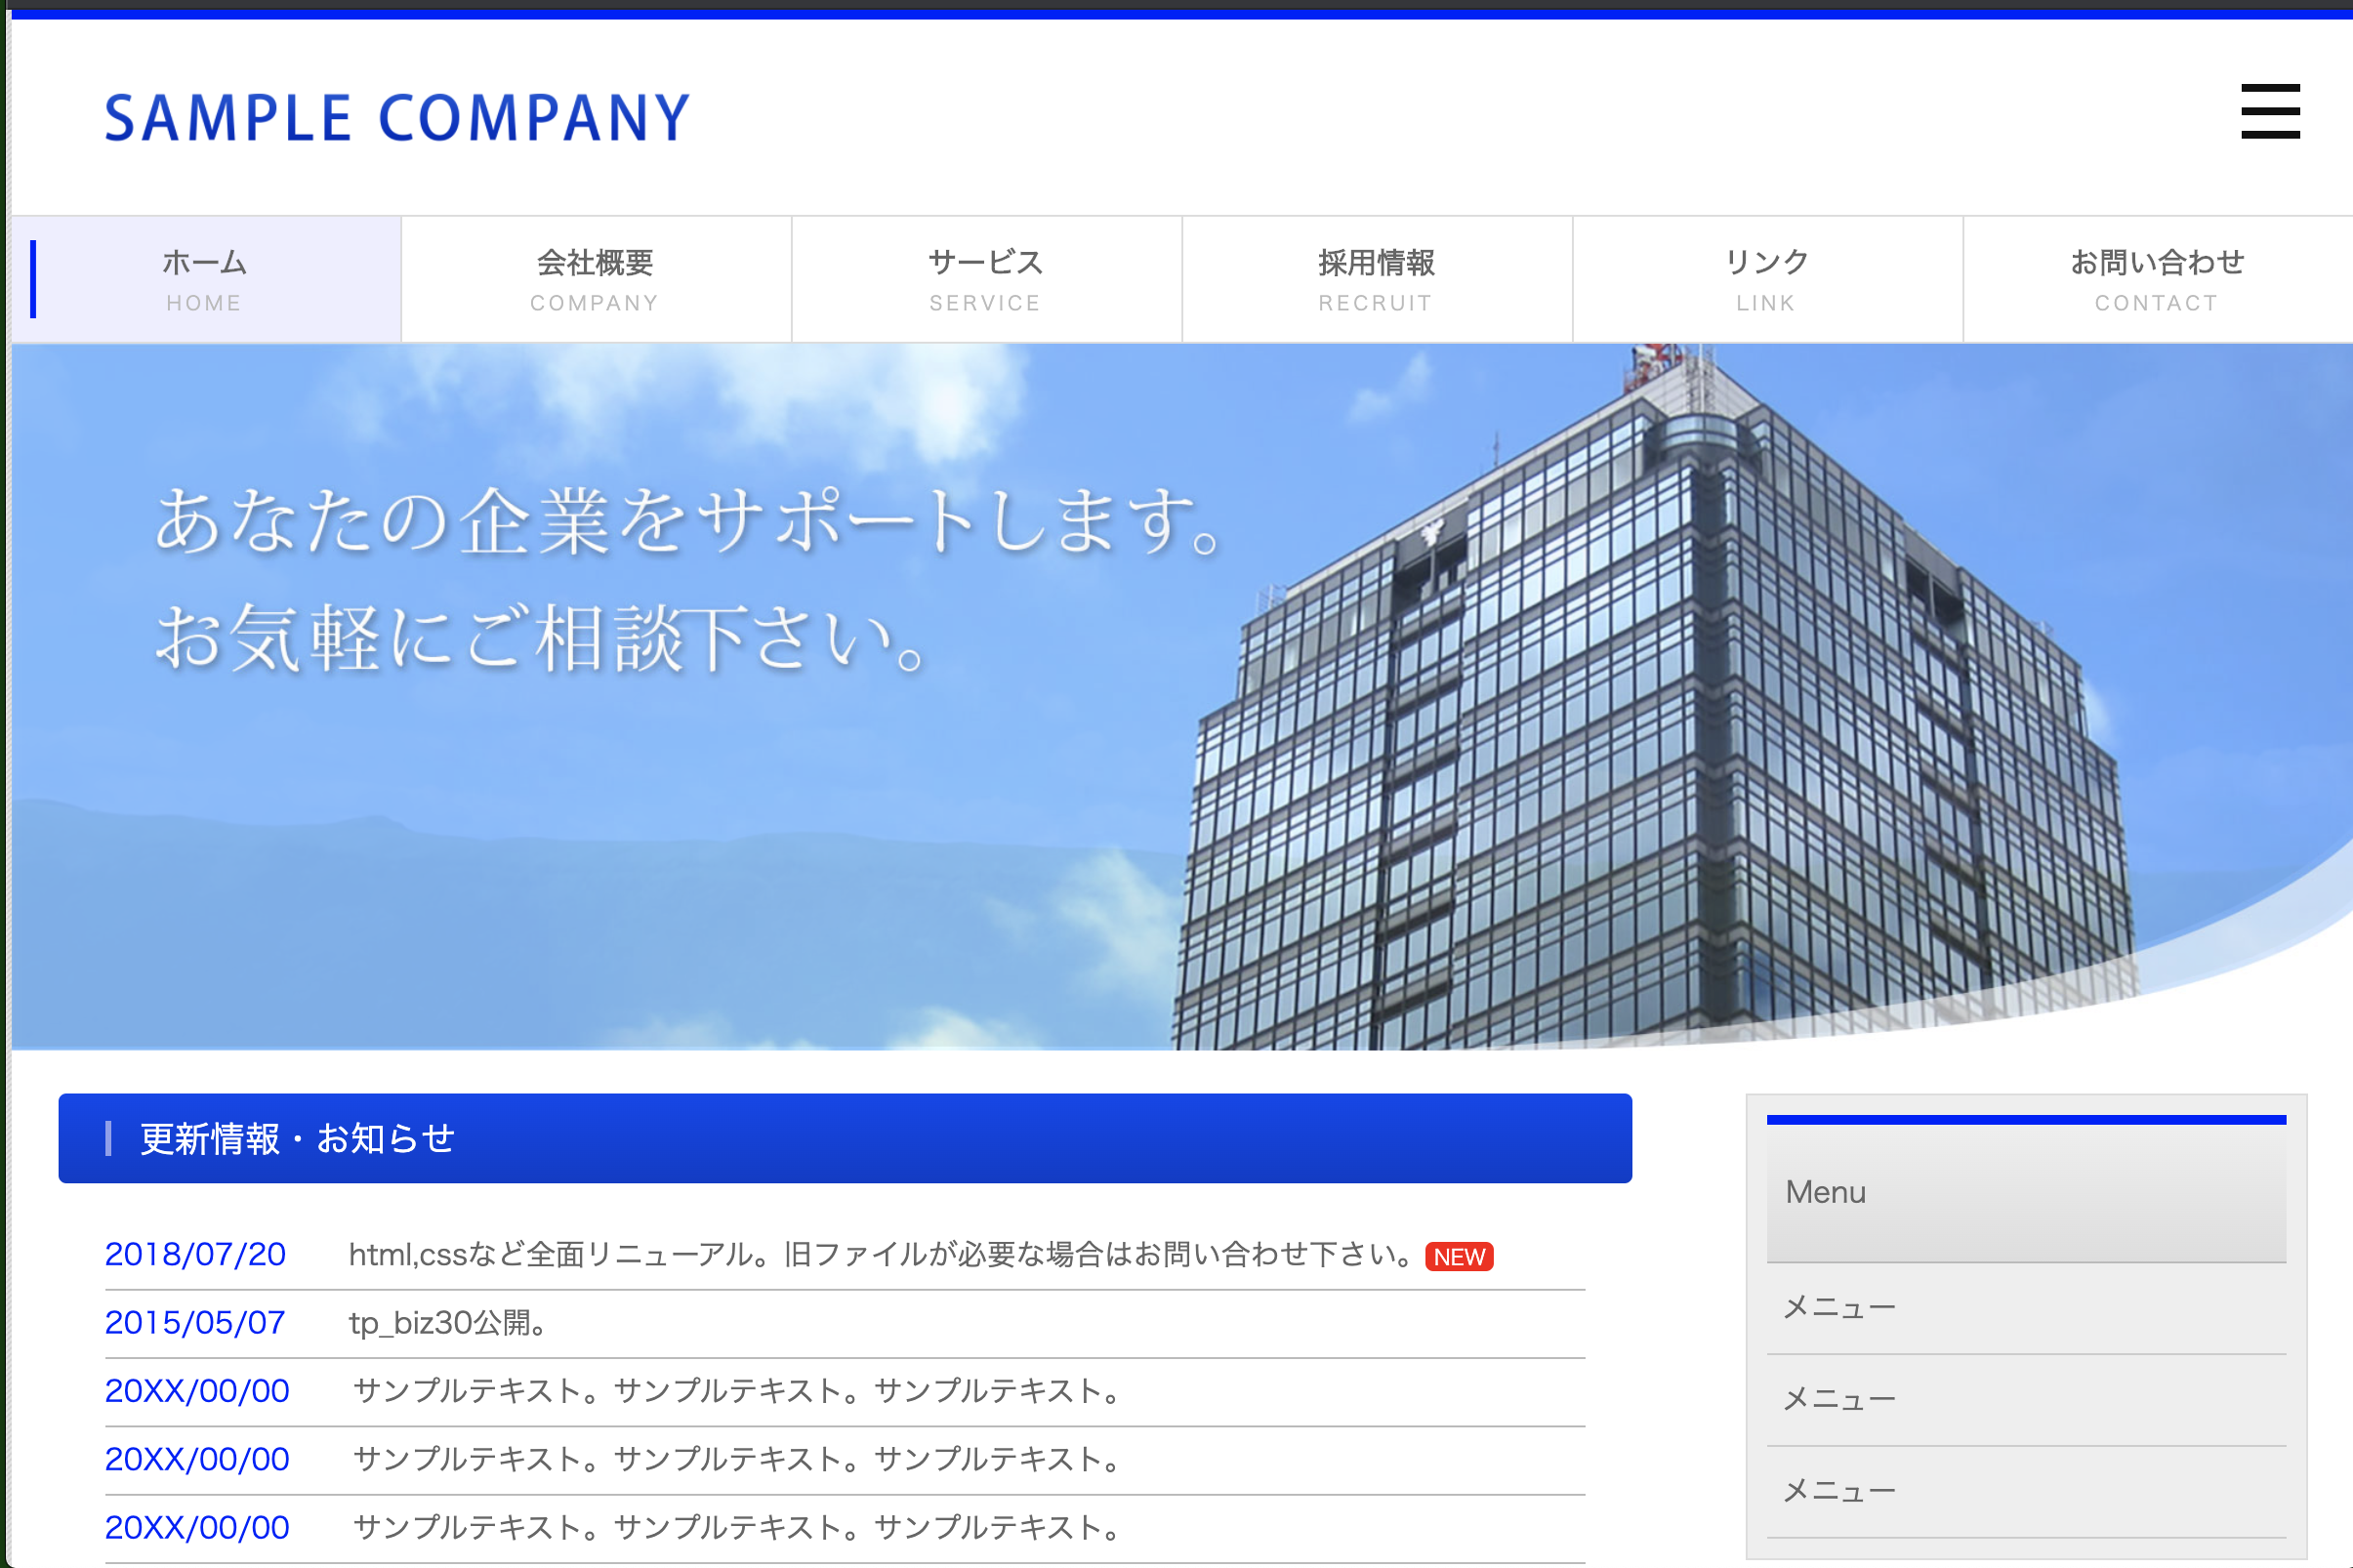 SAMPLE COMPANY
ホーム 会社概要 サービス 採用情報 リンク お問い合わせ
HOME COMPANY SERVICE RECRUIT LINK CONTACT
あなたの企業をサポートします。
お気軽にご相談下さい。
更新情報・お知らせ
2018/07/20 html,cssなど全面リニューアル。旧ファイルが必要な場合はお問い合わせ下さい。 NEW
2015/05/07 tp_biz30公開。
20XX/00/00 サンプルテキスト。サンプルテキスト。サンプルテキスト。
20XX/00/00 サンプルテキスト。サンプルテキスト。サンプルテキスト。
20XX/00/00 サンプルテキスト。サンプルテキスト。サンプルテキスト。
Menu
メニュー
メニュー
メニュー